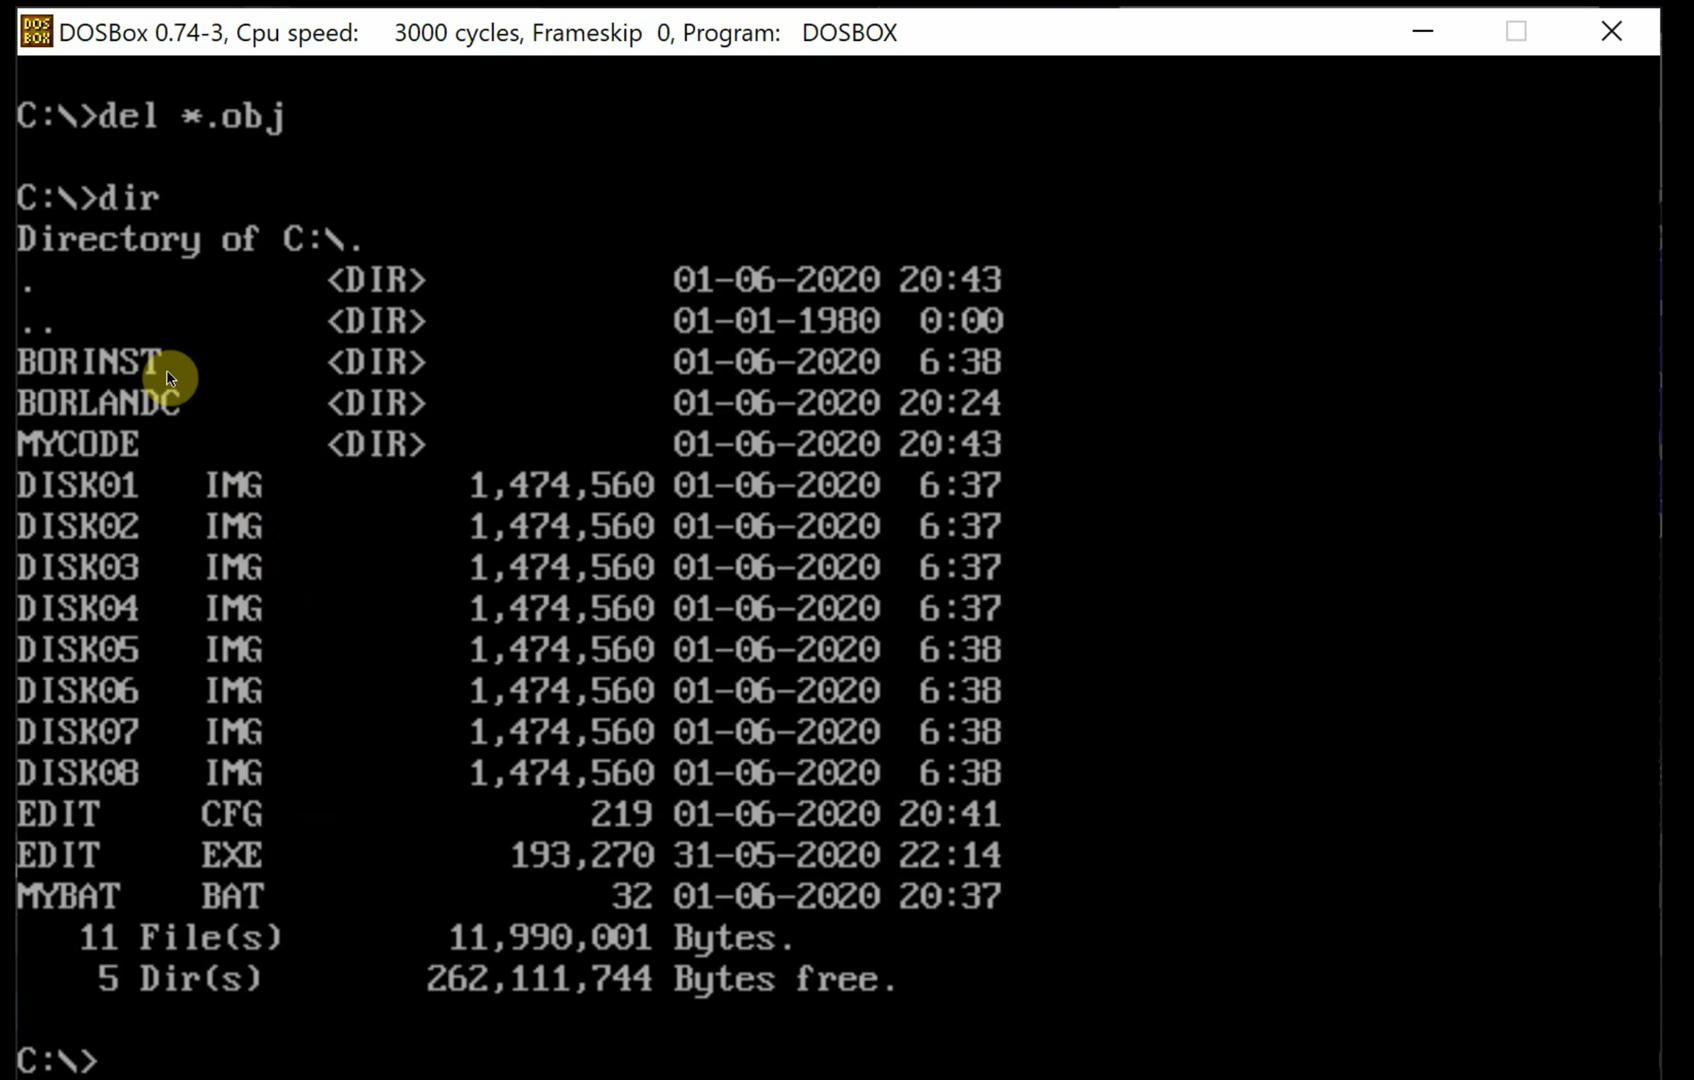 DOS
BOX
DOSBox 0.74-3, Cpu speed: 3000 cycles, Frameskip 0, Program: DOSBOX
C:\>del *.obj
C:\>dir
Directory of C:\.
. <DIR> 01-06-2020 20:43
.. <DIR> 01-01-1980 0:00
BORINST <DIR> 01-06-2020 6:38
BORLANDC <DIR> 01-06-2020 20:24
MYCODE <DIR> 01-06-2020 20:43
DISK01 IMG 1,474,560 01-06-2020 6:37
DISK02 IMG 1,474,560 01-06-2020 6:37
DISK03 IMG 1,474,560 01-06-2020 6:37
DISK04 IMG 1,474,560 01-06-2020 6:37
DISK05 IMG 1,474,560 01-06-2020 6:38
DISK06 IMG 1,474,560 01-06-2020 6:38
DISK07 IMG 1,474,560 01-06-2020 6:38
DISK08 IMG 1,474,560 01-06-2020 6:38
EDIT CFG 219 01-06-2020 20:41
EDIT EXE 193,270 31-05-2020 22:14
MYBAT BAT 32 01-06-2020 20:37
11 File(s) 11,990,001 Bytes.
5 Dir(s) 262,111,744 Bytes free.
C:\>